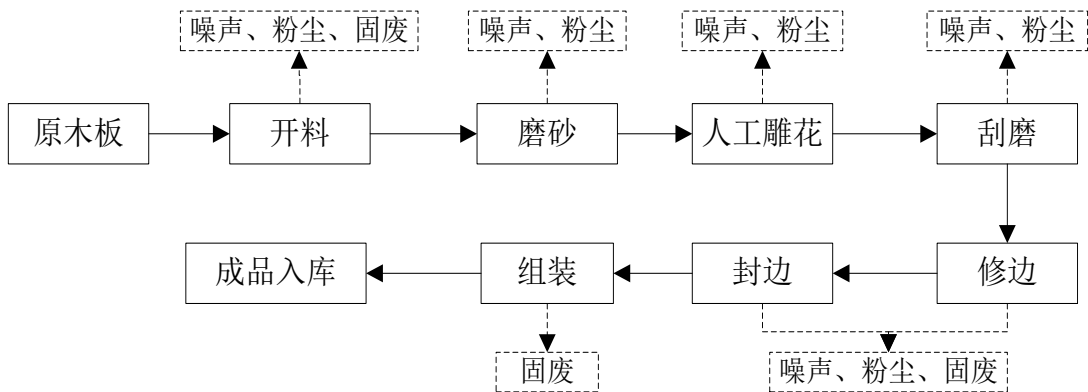 噪声、粉尘、固废
噪声、粉尘
噪声、粉尘
噪声、粉尘
原木板
开料
磨砂
人工雕花
刮磨
成品入库
组装
封边
修边
固废
噪声、粉尘、固废